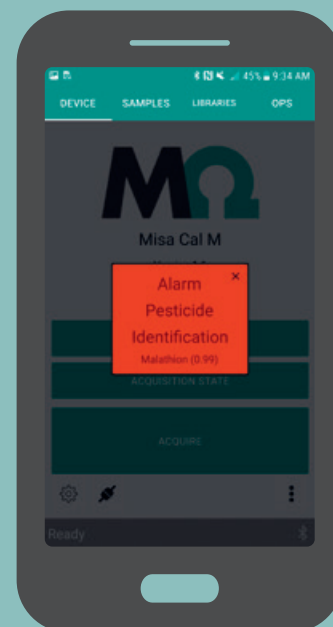 45% 9:34 AM
DEVICE SAMPLES LIBRARIES OPS
MΩ
Misa Cal M
Alarm ×
Pesticide
Identification
Malathion (0.99)
ACQUISITION STATE
ACQUIRE
Ready